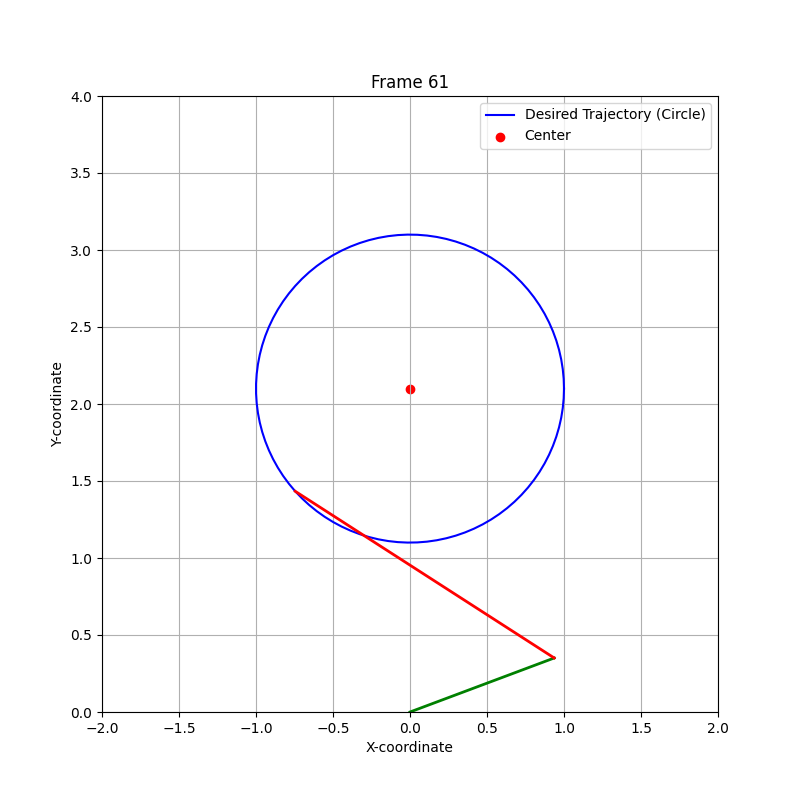 Frame 61
Desired Trajectory (Circle)
Center
4.0
3.5
3.0
2.5
2.0
1.5
1.0
0.5
0.0
Y-coordinate
−2.0 −1.5 −1.0 −0.5 0.0 0.5 1.0 1.5 2.0
X-coordinate